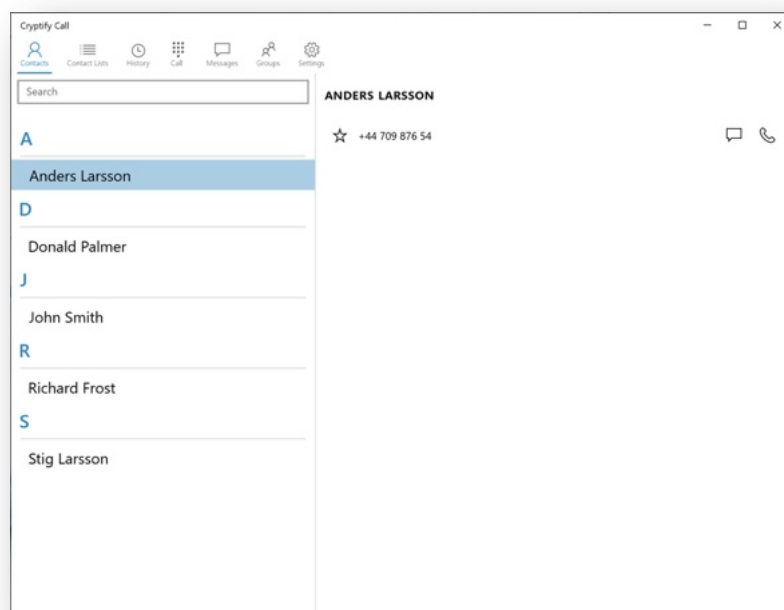 Cryptify Call
Contacts Contact Lists History Call Messages Groups Settings
Search
A
Anders Larsson
D
Donald Palmer
J
John Smith
R
Richard Frost
S
Stig Larsson
ANDERS LARSSON
+44 709 876 54